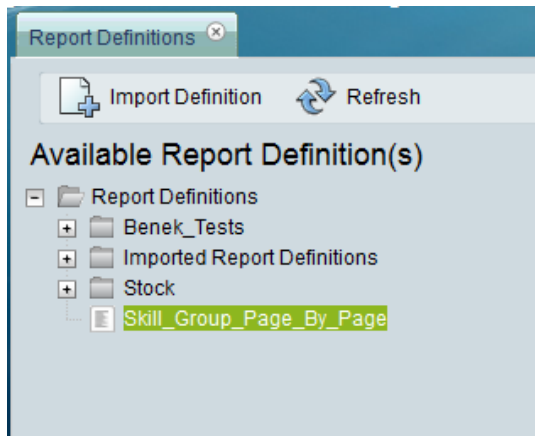 Report Definitions
Import Definition Refresh
Available Report Definition(s)
Report Definitions
Benek_Tests
Imported Report Definitions
Stock
Skill_Group_Page_By_Page